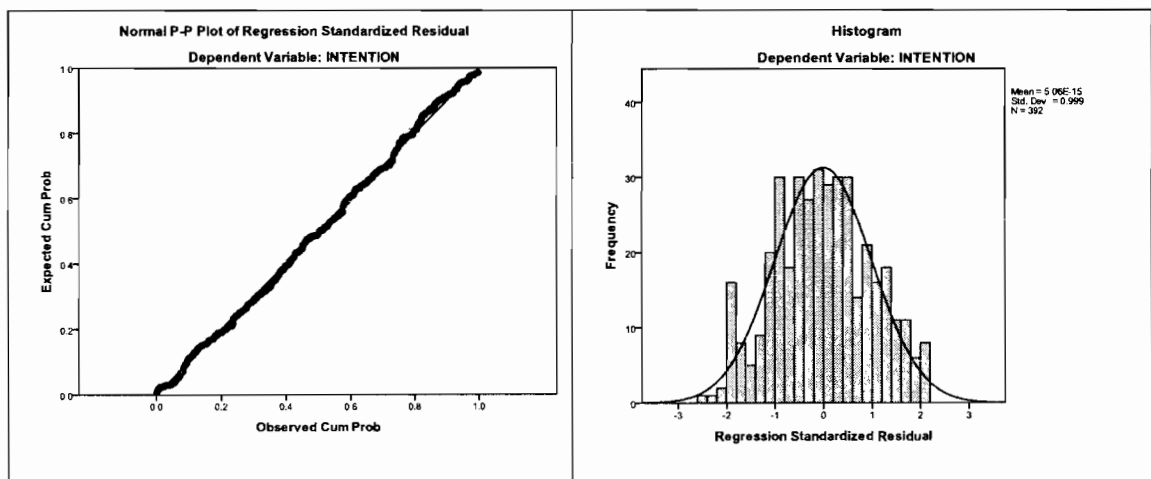 Normal P-P Plot of Regression Standardized Residual
Dependent Variable: INTENTION
1.0
0.8
0.6
0.4
0.2
0.0
Expected Cum Prob
0.0 0.2 0.4 0.6 0.8 1.0
Observed Cum Prob
Histogram
Dependent Variable: INTENTION
Mean = 5.06E-15
Std. Dev. = 0.999
N = 392
40
30
20
10
0
Frequency
-3 -2 -1 0 1 2 3
Regression Standardized Residual